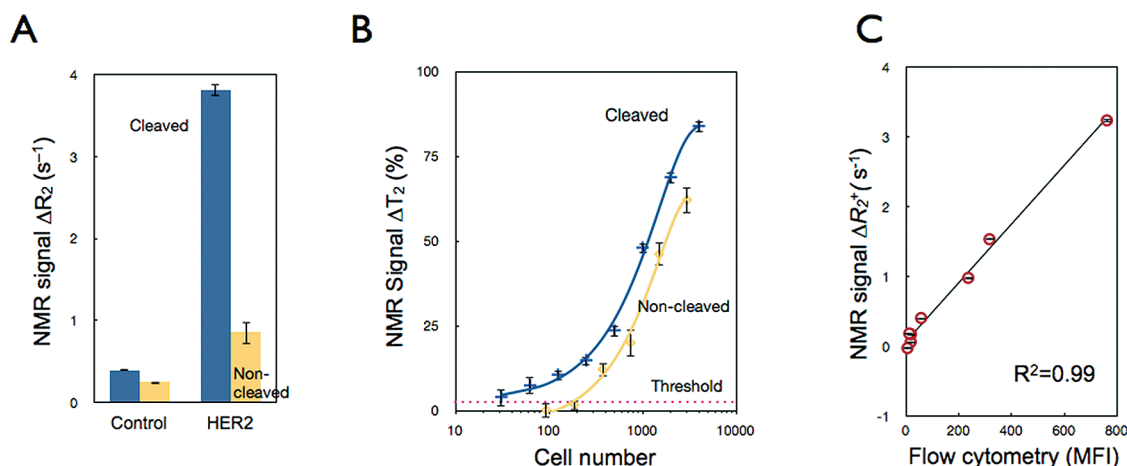 A
NMR signal ΔR₂ (s⁻¹)
4
3
2
1
0
Cleaved
Non-
cleaved
Control
HER2
B
NMR Signal ΔT₂ (%)
100
75
50
25
0
Cleaved
Non-cleaved
Threshold
10
100
1000
10000
Cell number
C
NMR signal ΔR₂⁺( s⁻¹)
4
3
2
1
0
-1
R²=0.99
0
200
400
600
800
Flow cytometry (MFI)